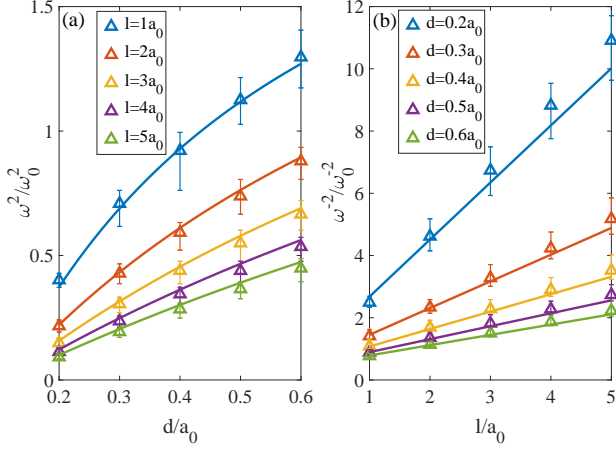 (a)
l=1a₀
l=2a₀
l=3a₀
l=4a₀
l=5a₀
ω²/ω₀²
1.5
1
0.5
0
0.2 0.3 0.4 0.5 0.6
d/a₀
(b)
d=0.2a₀
d=0.3a₀
d=0.4a₀
d=0.5a₀
d=0.6a₀
ω⁻²/ω₀⁻²
12
10
8
6
4
2
0
1 2 3 4 5
l/a₀